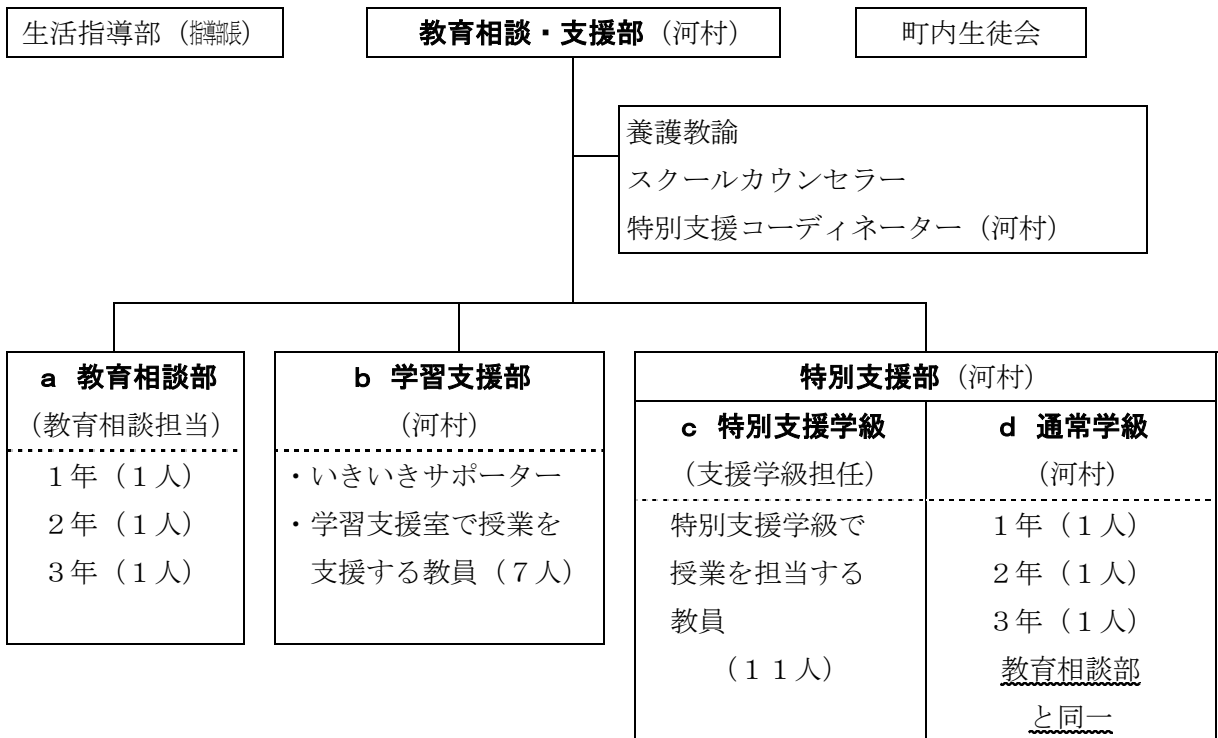 生活指導部（指導部長）
教育相談・支援部（河村）
町内生徒会
養護教諭
スクールカウンセラー
特別支援コーディネーター（河村）
ａ 教育相談部
（教育相談担当）
１年（１人）
２年（１人）
３年（１人）
ｂ 学習支援部
（河村）
・いきいきサポーター
・学習支援室で授業を
支援する教員（７人）
特別支援部（河村）
ｃ 特別支援学級
（支援学級担任）
特別支援学級で
授業を担当する
教員
（１１人）
ｄ 通常学級
（河村）
１年（１人）
２年（１人）
３年（１人）
教育相談部
と同一